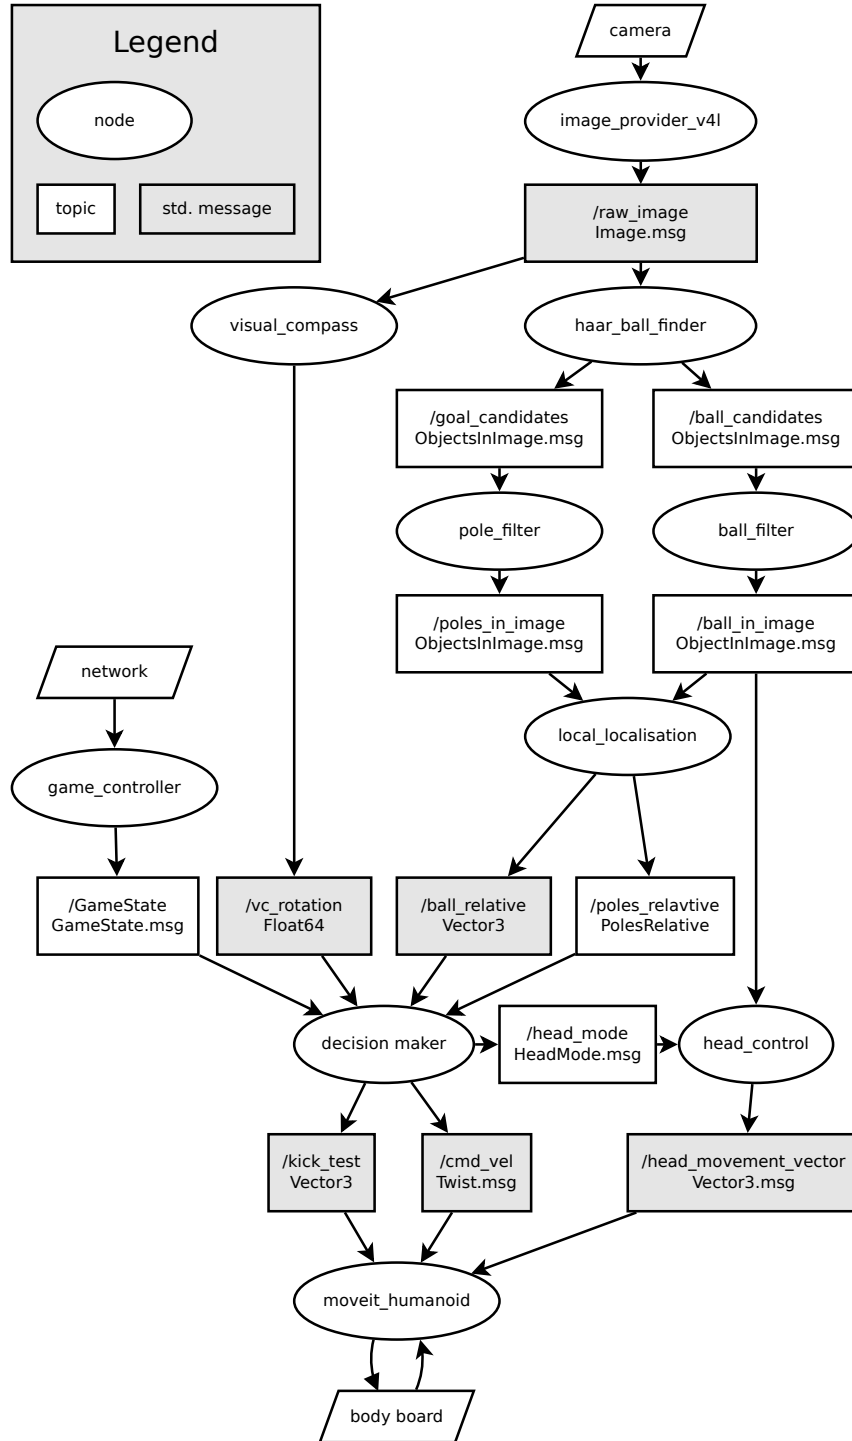 Legend
node
topic
std. message
camera
image_provider_v4l
/raw_image
Image.msg
visual_compass
haar_ball_finder
/goal_candidates
ObjectsInImage.msg
/ball_candidates
ObjectsInImage.msg
pole_filter
ball_filter
/poles_in_image
ObjectsInImage.msg
/ball_in_image
ObjectInImage.msg
network
local_localisation
game_controller
/GameState
GameState.msg
/vc_rotation
Float64
/ball_relative
Vector3
/poles_relavtive
PolesRelative
decision maker
/head_mode
HeadMode.msg
head_control
/kick_test
Vector3
/cmd_vel
Twist.msg
/head_movement_vector
Vector3.msg
moveit_humanoid
body board